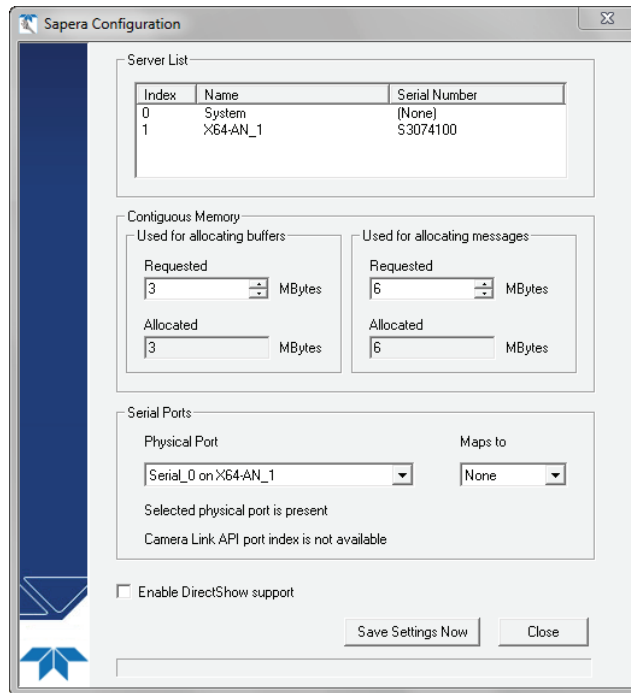 Sapera Configuration
Server List
Index Name Serial Number
0 System (None)
1 X64-AN_1 S3074100
Contiguous Memory
Used for allocating buffers Used for allocating messages
Requested Requested
3 MBytes 6 MBytes
Allocated Allocated
3 MBytes 6 MBytes
Serial Ports
Physical Port Maps to
Serial_0 on X64-AN_1 None
Selected physical port is present
Camera Link API port index is not available
Enable DirectShow support
Save Settings Now Close